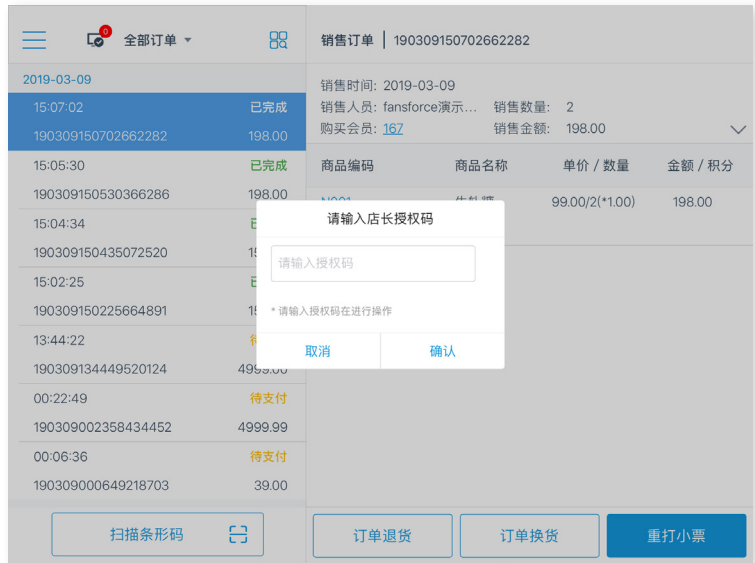 0
全部订单
2019-03-09
15:07:02 已完成
190309150702662282 198.00
15:05:30 已完成
190309150530366286 198.00
15:04:34
190309150435072520
15:02:25
190309150225664891
13:44:22
190309134449520124 4999.00
00:22:49 待支付
190309002358434452 4999.99
00:06:36 待支付
190309000649218703 39.00
扫描条形码
销售订单 | 190309150702662282
销售时间: 2019-03-09
销售人员: fansforce演示... 销售数量: 2
购买会员: 167 销售金额: 198.00
商品编码 商品名称 单价 / 数量 金额 / 积分
99.00/2(*1.00) 198.00
请输入店长授权码
请输入授权码
* 请输入授权码在进行操作
取消 确认
订单退货 订单换货 重打小票